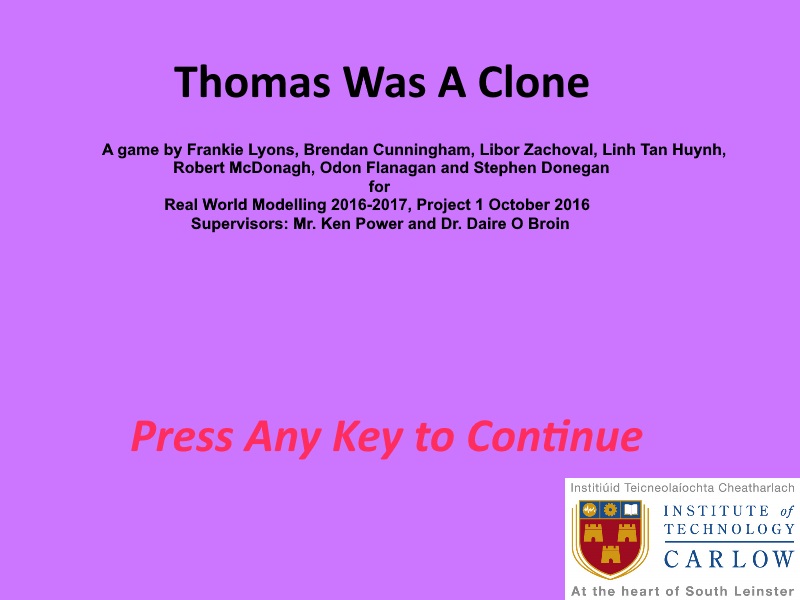 Thomas Was A Clone
A game by Frankie Lyons, Brendan Cunningham, Libor Zachoval, Linh Tan Huynh,
Robert McDonagh, Odon Flanagan and Stephen Donegan
for
Real World Modelling 2016-2017, Project 1 October 2016
Supervisors: Mr. Ken Power and Dr. Daire O Broin
Press Any Key to Continue
Institiúid Teicneolaíochta Cheatharlach
INSTITUTE of
TECHNOLOGY
CARLOW
At the heart of South Leinster